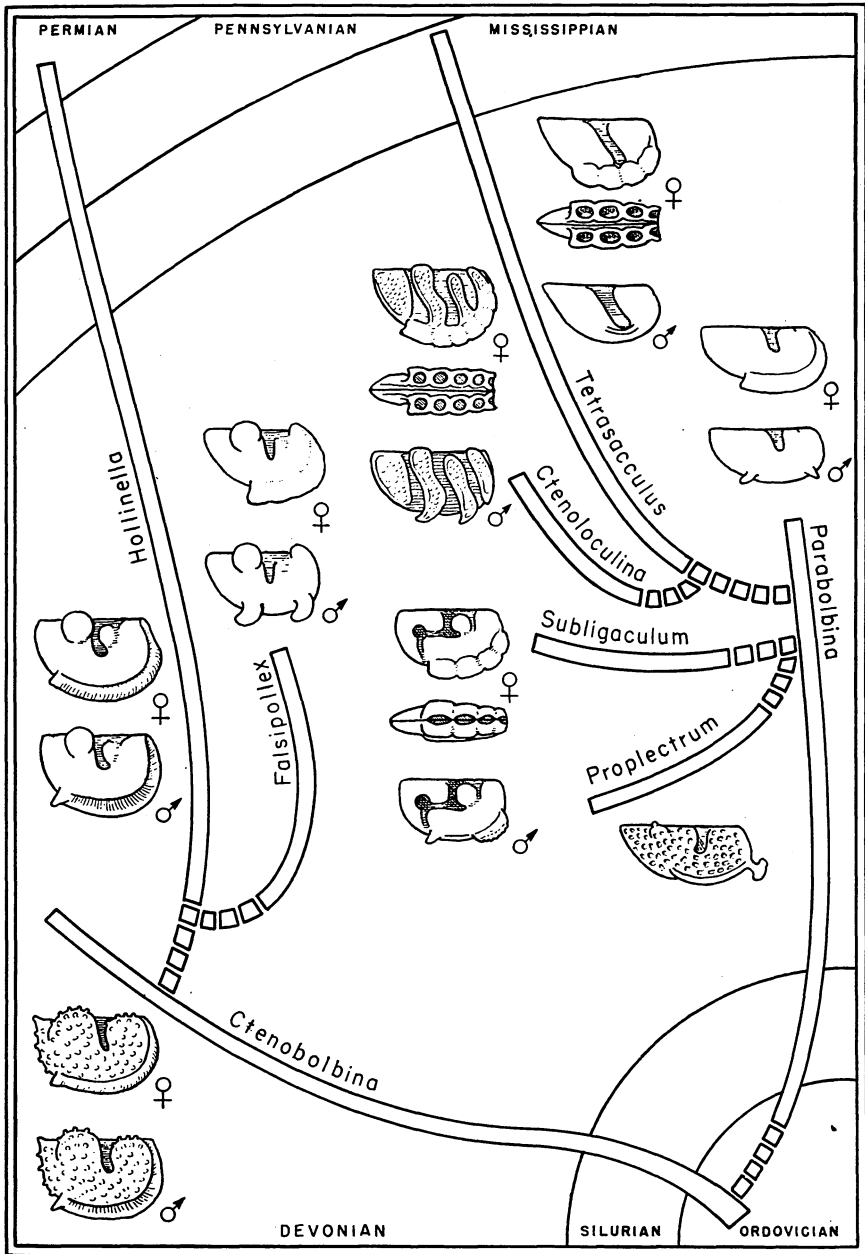 PERMIAN
PENNSYLVANIAN
MISSISSIPPIAN
♀
♂
♀
♂
♀
♂
Tetrasacculus
Ctenoloculina
Hollinella
♀
♂
Parabolbina
Subligaculum
Falsipollex
♀
♂
♀
♂
Proplectrum
Ctenobolbina
♀
♂
DEVONIAN
SILURIAN
ORDOVICIAN